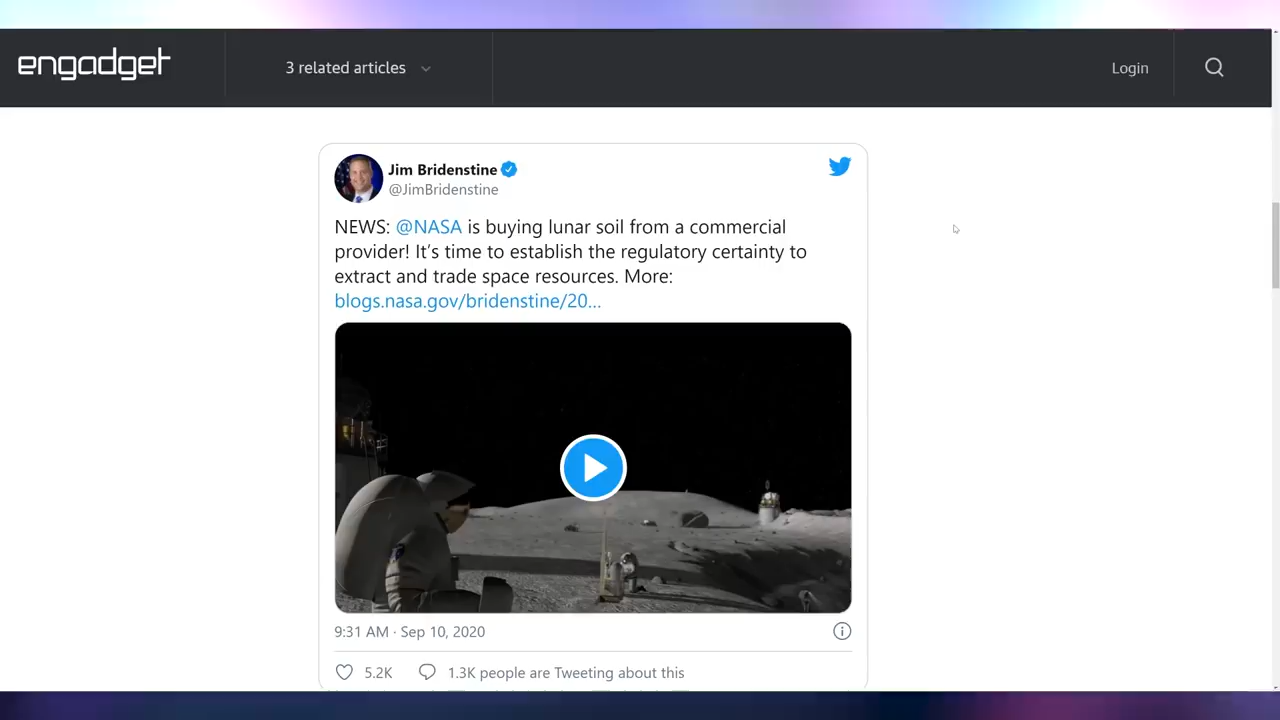 engadget
3 related articles
Login
Jim Bridenstine
@JimBridenstine
NEWS: @NASA is buying lunar soil from a commercial
provider! It’s time to establish the regulatory certainty to
extract and trade space resources. More:
blogs.nasa.gov/bridenstine/20...
9:31 AM · Sep 10, 2020
5.2K
1.3K people are Tweeting about this